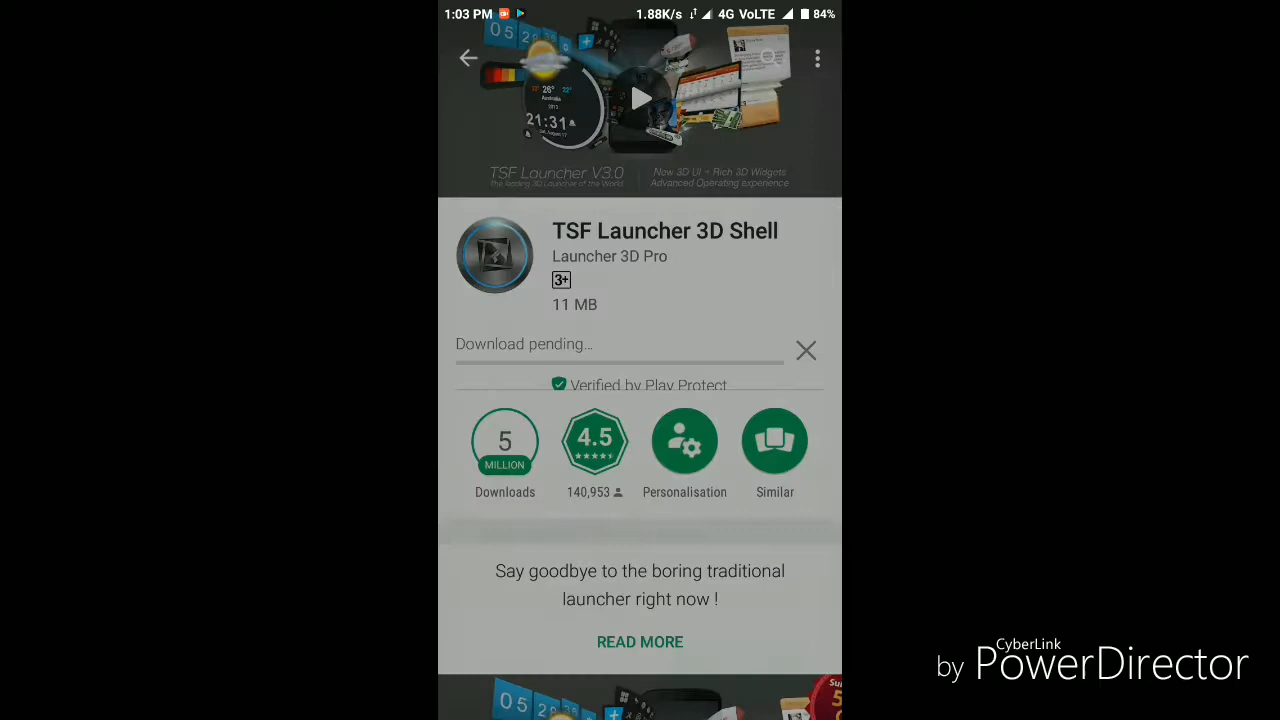 1:03 PM 1.88K/s 4G VoLTE 84%
26°
Australia
21:31
TSF Launcher V3.0
The leading 3D Launcher of the World
New 3D UI + Rich 3D Widgets
Advanced Operating experience
TSF Launcher 3D Shell
Launcher 3D Pro
3+
11 MB
Download pending...
Verified by Play Protect
5
MILLION
4.5
Downloads
140,953
Personalisation
Similar
Say goodbye to the boring traditional
launcher right now !
READ MORE
CyberLink
by PowerDirector